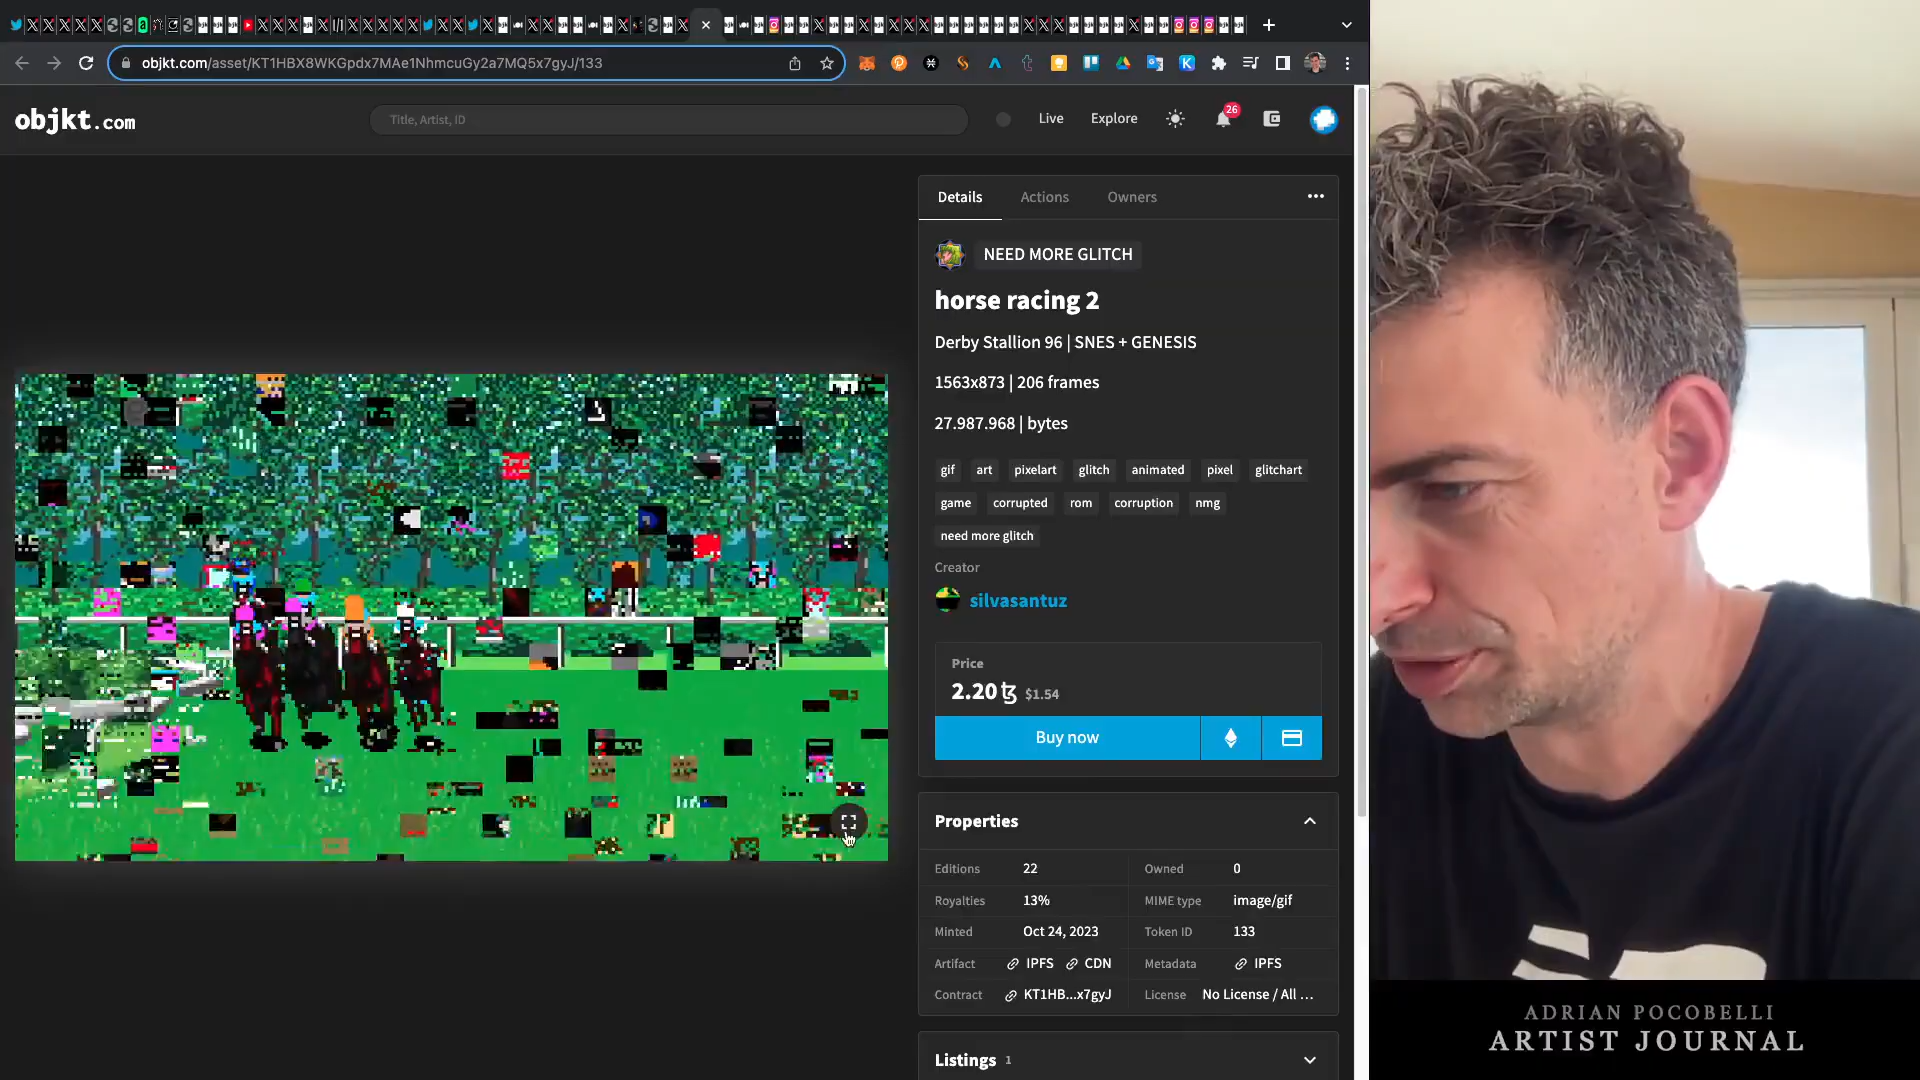 objkt.com/asset/KT1HBX8WKGpdx7MAe1NhmcuGy2a7MQ5x7gyJ/133
objkt.com
Title, Artist, ID
Live
Explore
26
Details
Actions
Owners
NEED MORE GLITCH
horse racing 2
Derby Stallion 96 | SNES + GENESIS
1563x873 | 206 frames
27.987.968 | bytes
gif art pixelart glitch animated pixel glitchart
game corrupted rom corruption nmg
need more glitch
Creator
silvasantuz
Price
2.20 ꜩ $1.54
Buy now
Properties
Editions 22 Owned 0
Royalties 13% MIME type image/gif
Minted Oct 24, 2023 Token ID 133
Artifact IPFS CDN Metadata IPFS
Contract KT1HB...x7gyJ License No License / All ...
Listings 1
ADRIAN POCOBELLI
ARTIST JOURNAL